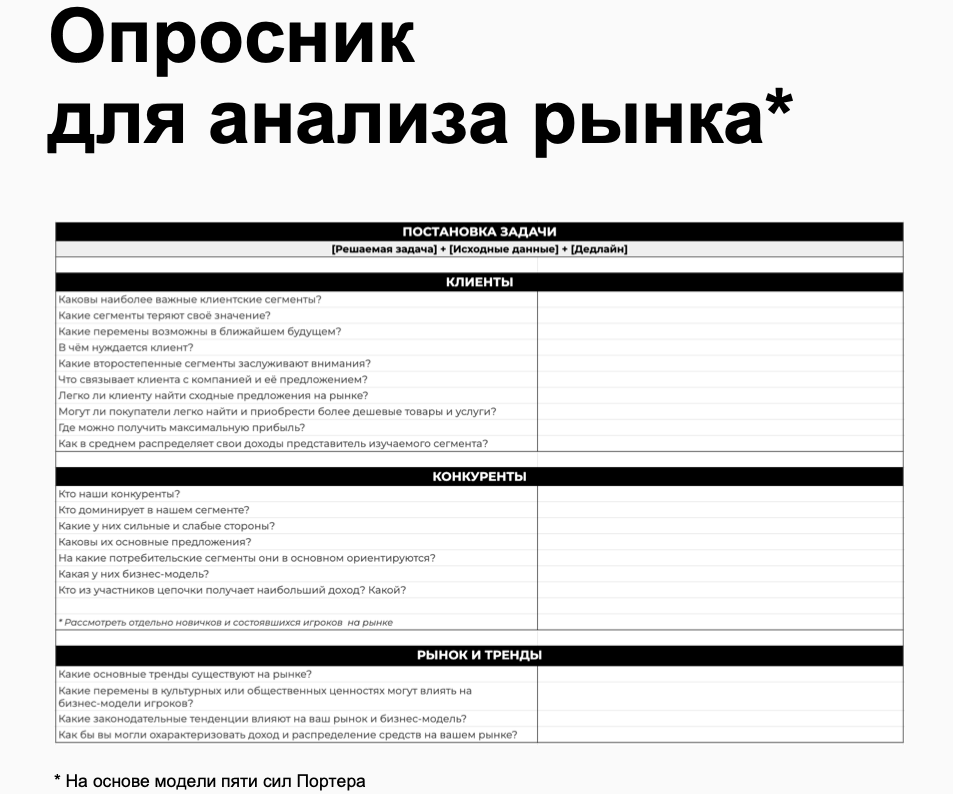 Опросник
для анализа рынка*
ПОСТАНОВКА ЗАДАЧИ
[Решаемая задача] + [Исходные данные] + [Дедлайн]
КЛИЕНТЫ
Каковы наиболее важные клиентские сегменты?
Какие сегменты теряют своё значение?
Какие перемены возможны в ближайшем будущем?
В чём нуждается клиент?
Какие второстепенные сегменты заслуживают внимания?
Что связывает клиента с компанией и её предложением?
Легко ли клиенту найти сходные предложения на рынке?
Могут ли покупатели легко найти и приобрести более дешевые товары и услуги?
Где можно получить максимальную прибыль?
Как в среднем распределяет свои доходы представитель изучаемого сегмента?
КОНКУРЕНТЫ
Кто наши конкуренты?
Кто доминирует в нашем сегменте?
Какие у них сильные и слабые стороны?
Каковы их основные предложения?
На какие потребительские сегменты они в основном ориентируются?
Какая у них бизнес-модель?
Кто из участников цепочки получает наибольший доход? Какой?
* Рассмотреть отдельно новичков и состоявшихся игроков на рынке
РЫНОК И ТРЕНДЫ
Какие основные тренды существуют на рынке?
Какие перемены в культурных или общественных ценностях могут влиять на
бизнес-модели игроков?
Какие законодательные тенденции влияют на ваш рынок и бизнес-модель?
Как бы вы могли охарактеризовать доход и распределение средств на вашем рынке?
* На основе модели пяти сил Портера